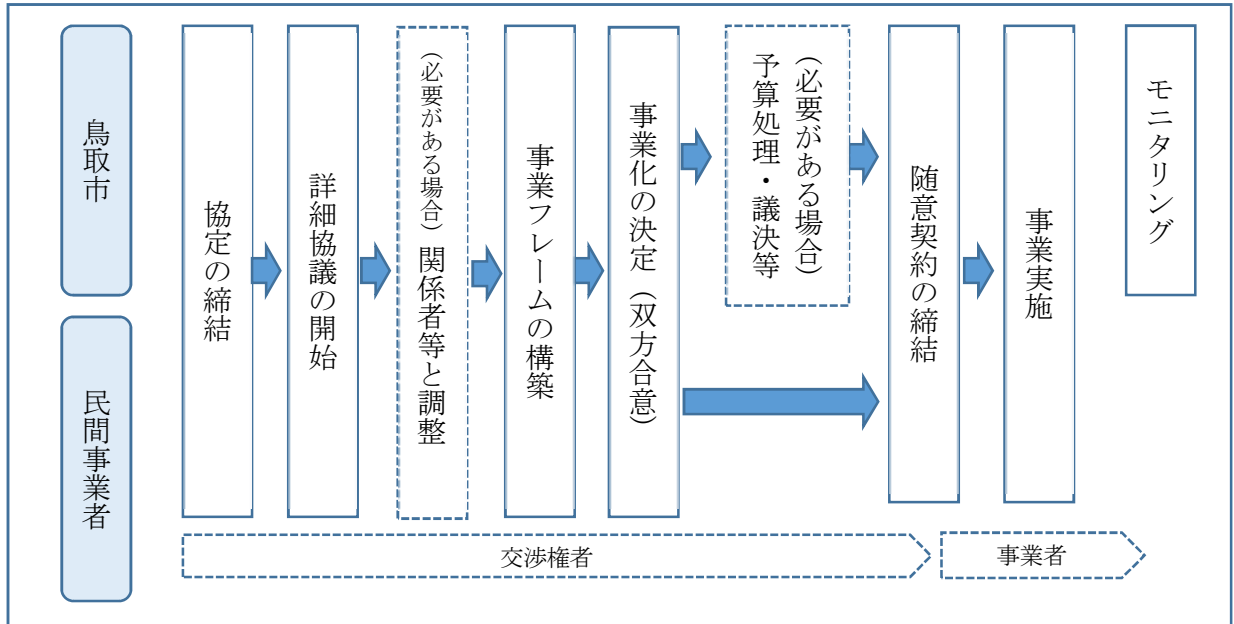 鳥取市
民間事業者
協定の締結
詳細協議の開始
（必要がある場合）関係者等と調整
事業フレームの構築
事業化の決定（双方合意）
（必要がある場合）
予算処理・議決等
随意契約の締結
事業実施
モニタリング
交渉権者
事業者